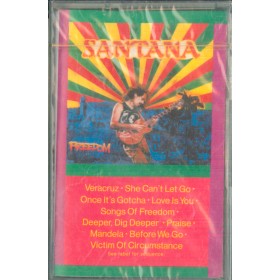 SANTANA
FREEDOM
Veracruz · She Can't Let Go ·
Once It's Gotcha · Love Is You ·
Songs Of Freedom ·
Deeper, Dig Deeper · Praise ·
Mandela · Before We Go ·
Victim Of Circumstance